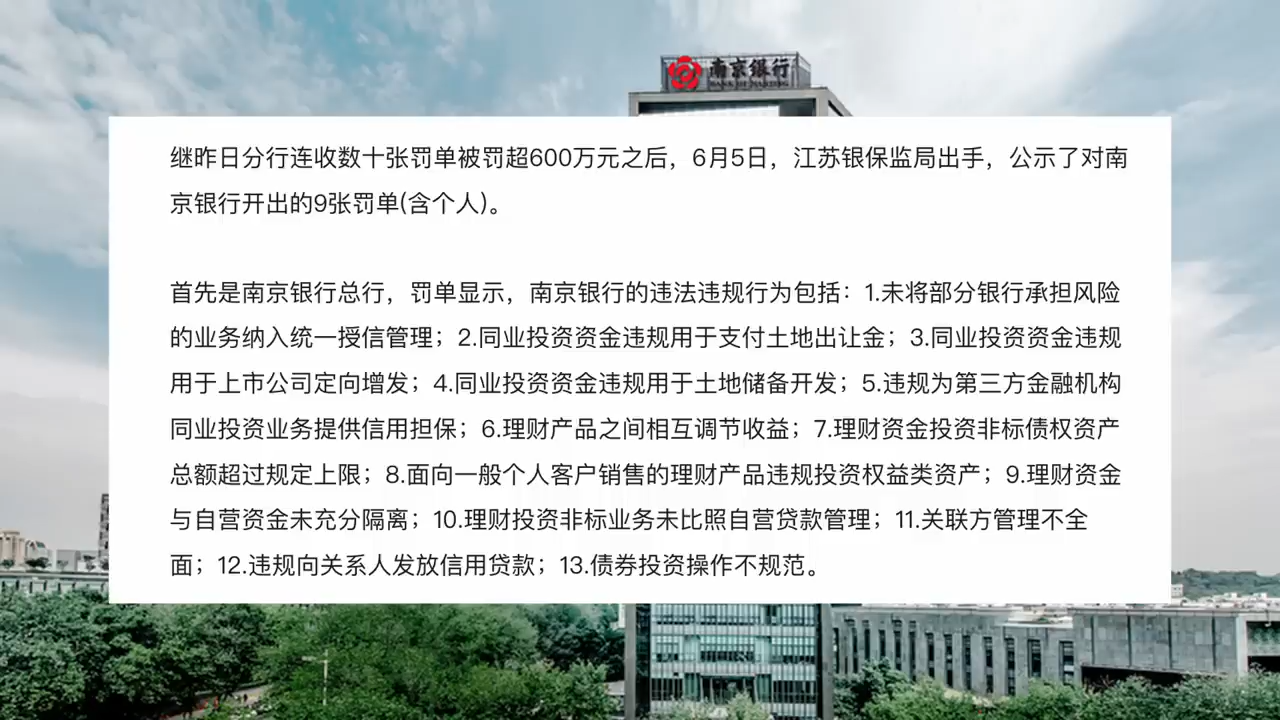 南京银行
BANK OF NANJING
继昨日分行连收数十张罚单被罚超600万元之后，6月5日，江苏银保监局出手，公示了对南
京银行开出的9张罚单(含个人)。
首先是南京银行总行，罚单显示，南京银行的违法违规行为包括：1.未将部分银行承担风险
的业务纳入统一授信管理；2.同业投资资金违规用于支付土地出让金；3.同业投资资金违规
用于上市公司定向增发；4.同业投资资金违规用于土地储备开发；5.违规为第三方金融机构
同业投资业务提供信用担保；6.理财产品之间相互调节收益；7.理财资金投资非标债权资产
总额超过规定上限；8.面向一般个人客户销售的理财产品违规投资权益类资产；9.理财资金
与自营资金未充分隔离；10.理财投资非标业务未比照自营贷款管理；11.关联方管理不全
面；12.违规向关系人发放信用贷款；13.债券投资操作不规范。